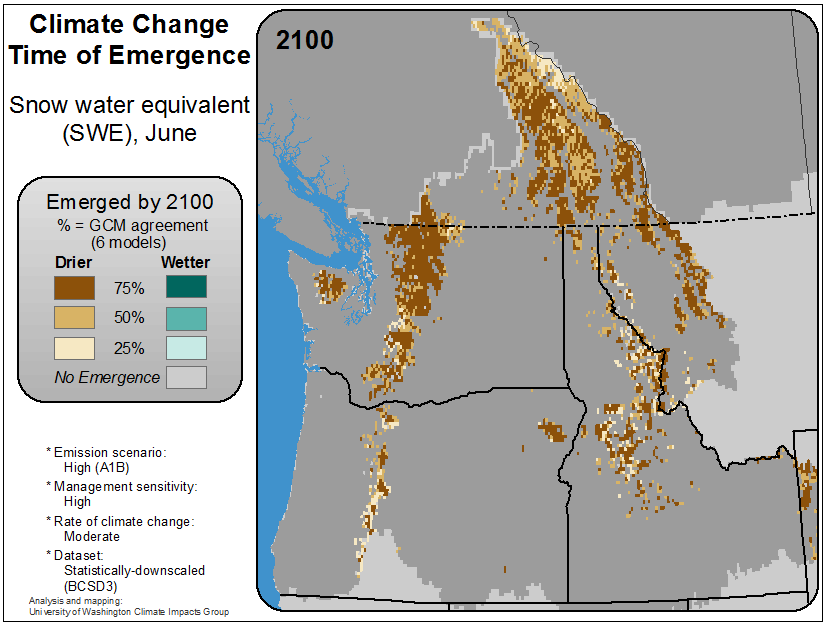 Climate Change
Time of Emergence
Snow water equivalent
(SWE), June
Emerged by 2100
% = GCM agreement
(6 models)
Drier Wetter
75%
50%
25%
No Emergence
* Emission scenario:
High (A1B)
* Management sensitivity:
High
* Rate of climate change:
Moderate
* Dataset:
Statistically-downscaled
(BCSD3)
Analysis and mapping:
University of Washington Climate Impacts Group
2100